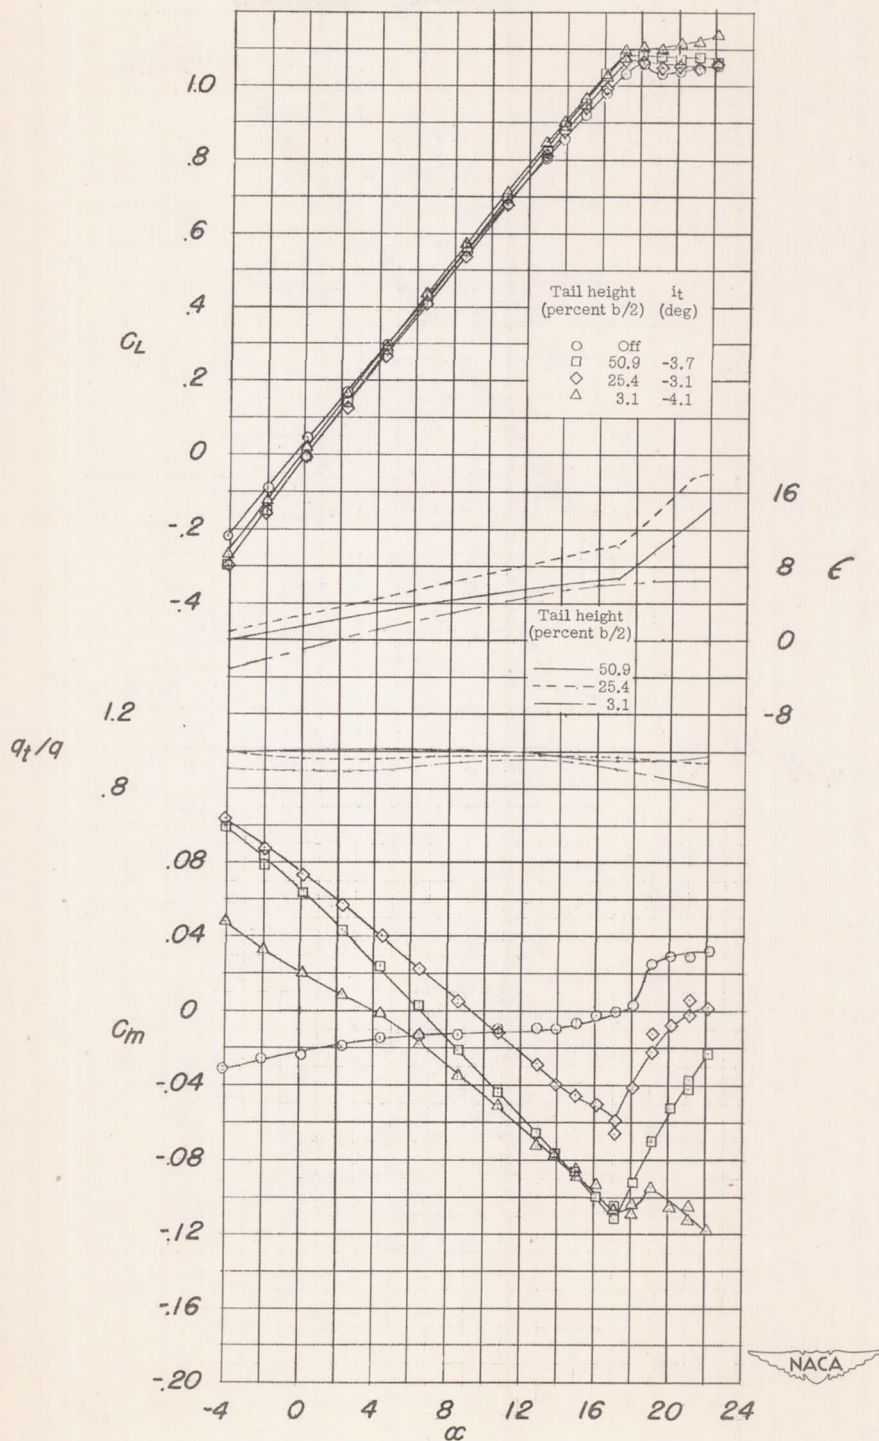 1.0
.8
.6
.4
.2
0
-.2
-.4
C_L
Tail height i_t
(percent b/2) (deg)
Off
50.9 -3.7
25.4 -3.1
3.1 -4.1
16
8
0
-8
ϵ
Tail height
(percent b/2)
50.9
25.4
3.1
1.2
.8
q_t/q
.08
.04
0
-.04
-.08
-.12
-.16
-.20
C_m
-4 0 4 8 12 16 20 24
α
NACA